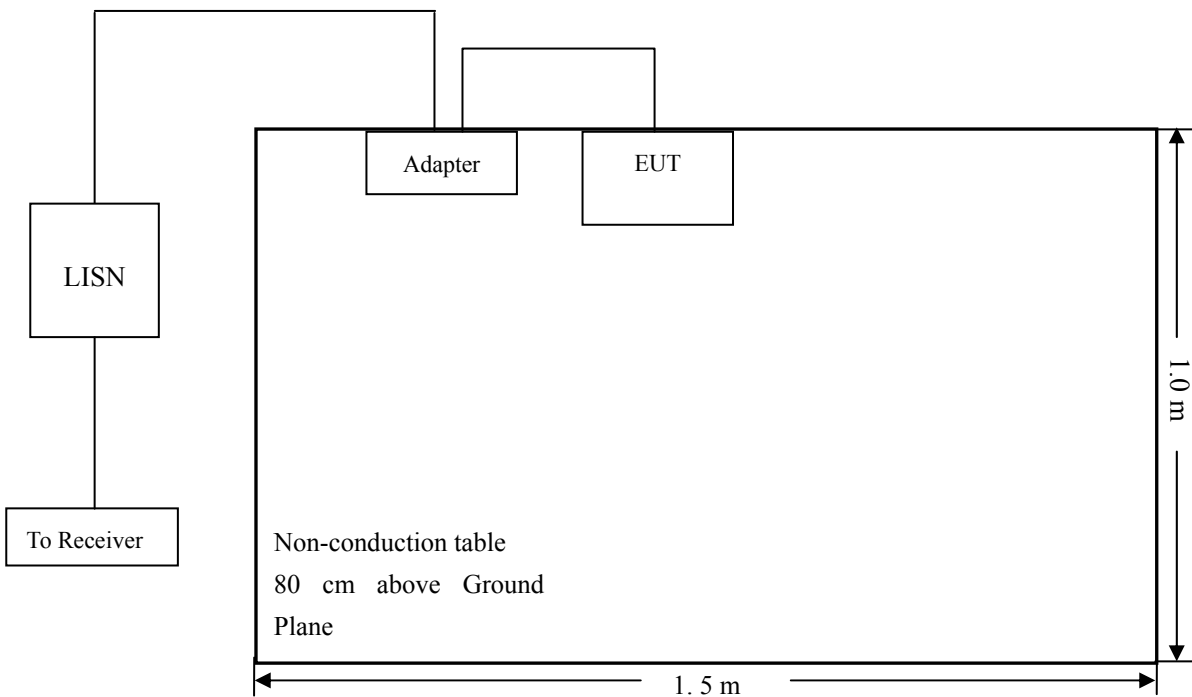 Adapter
EUT
LISN
1.0 m
To Receiver
Non-conduction table
80 cm above Ground
Plane
1. 5 m